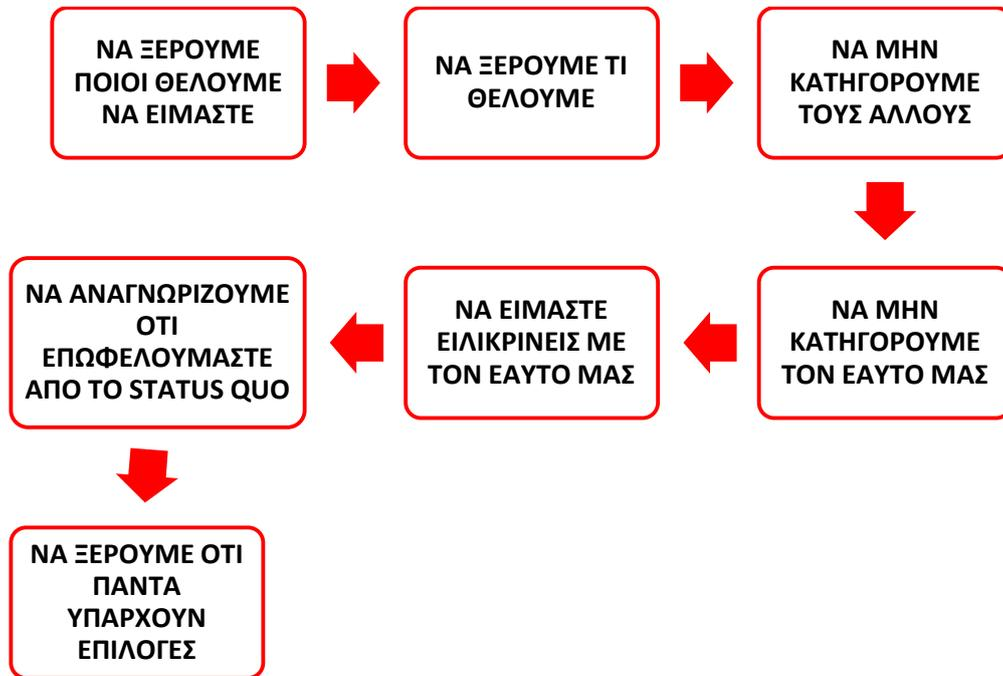 ΝΑ ΞΕΡΟΥΜΕ
ΠΟΙΟΙ ΘΕΛΟΥΜΕ
ΝΑ ΕΙΜΑΣΤΕ
ΝΑ ΞΕΡΟΥΜΕ ΤΙ
ΘΕΛΟΥΜΕ
ΝΑ ΜΗΝ
ΚΑΤΗΓΟΡΟΥΜΕ
ΤΟΥΣ ΑΛΛΟΥΣ
ΝΑ ΜΗΝ
ΚΑΤΗΓΟΡΟΥΜΕ
ΤΟΝ ΕΑΥΤΟ ΜΑΣ
ΝΑ ΕΙΜΑΣΤΕ
ΕΙΛΙΚΡΙΝΕΙΣ ΜΕ
ΤΟΝ ΕΑΥΤΟ ΜΑΣ
ΝΑ ΑΝΑΓΝΩΡΙΖΟΥΜΕ
ΟΤΙ
ΕΠΩΦΕΛΟΥΜΑΣΤΕ
ΑΠΟ ΤΟ STATUS QUO
ΝΑ ΞΕΡΟΥΜΕ ΟΤΙ
ΠΑΝΤΑ
ΥΠΑΡΧΟΥΝ
ΕΠΙΛΟΓΕΣ